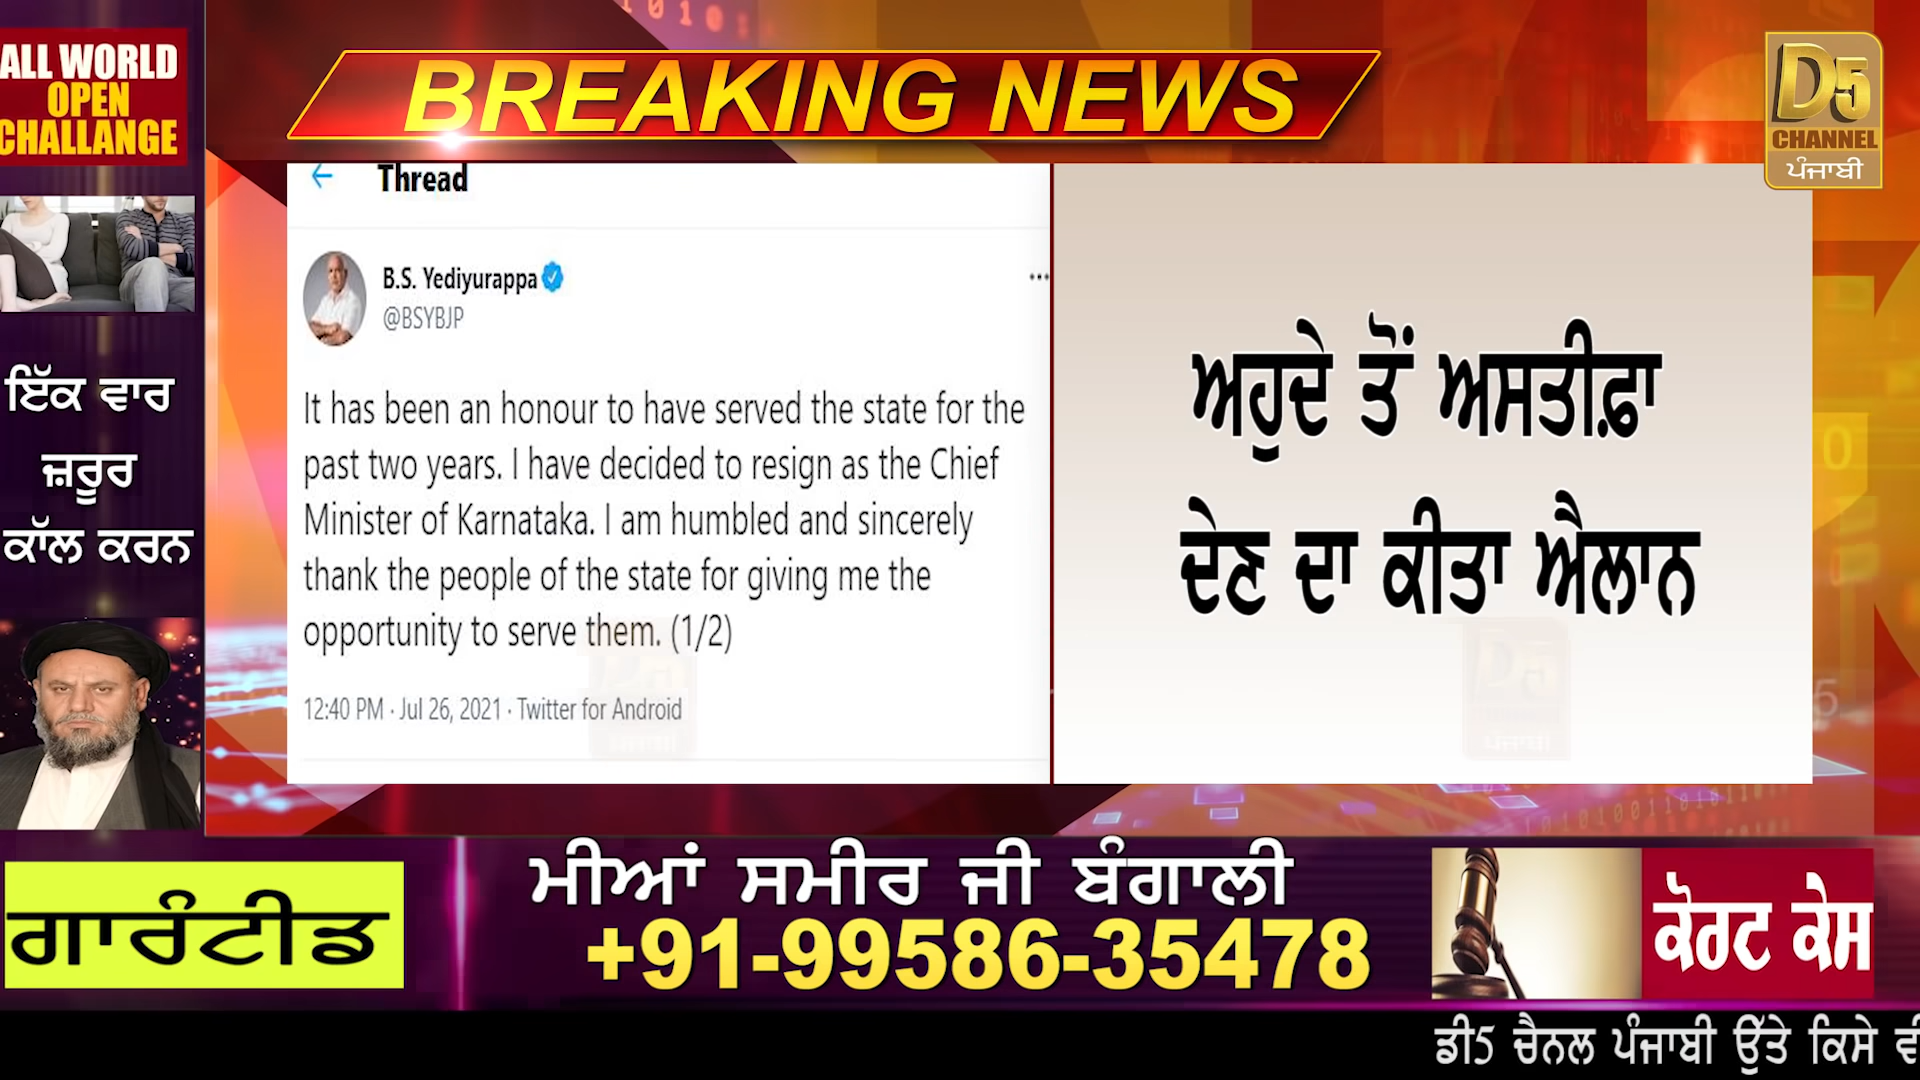 ALL WORLD
OPEN
CHALLANGE
BREAKING NEWS
D5
CHANNEL
ਪੰਜਾਬੀ
Thread
B.S. Yediyurappa
@BSYBJP
It has been an honour to have served the state for the
past two years. I have decided to resign as the Chief
Minister of Karnataka. I am humbled and sincerely
thank the people of the state for giving me the
opportunity to serve them. (1/2)
12:40 PM · Jul 26, 2021 · Twitter for Android
ਅਹੁਦੇ ਤੋਂ ਅਸਤੀਫ਼ਾ
ਦੇਣ ਦਾ ਕੀਤਾ ਐਲਾਨ
ਇੱਕ ਵਾਰ
ਜ਼ਰੂਰ
ਕਾੱਲ ਕਰਨ
ਗਾਰੰਟੀਡ
ਮੀਆਂ ਸਮੀਰ ਜੀ ਬੰਗਾਲੀ
+91-99586-35478
ਕੋਰਟ ਕੇਸ
ਡੀ5 ਚੈਨਲ ਪੰਜਾਬੀ ਉੱਤੇ ਕਿਸੇ